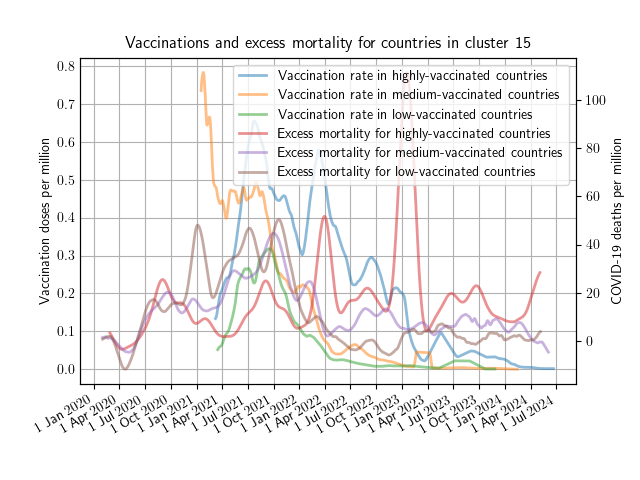 Vaccinations and excess mortality for countries in cluster 15
Vaccination rate in highly-vaccinated countries
Vaccination rate in medium-vaccinated countries
Vaccination rate in low-vaccinated countries
Excess mortality for highly-vaccinated countries
Excess mortality for medium-vaccinated countries
Excess mortality for low-vaccinated countries
Vaccination doses per million
0.8
0.7
0.6
0.5
0.4
0.3
0.2
0.1
0.0
COVID-19 deaths per million
100
80
60
40
20
0
1 Jan 2020
1 Apr 2020
1 Jul 2020
1 Oct 2020
1 Jan 2021
1 Apr 2021
1 Jul 2021
1 Oct 2021
1 Jan 2022
1 Apr 2022
1 Jul 2022
1 Oct 2022
1 Jan 2023
1 Apr 2023
1 Jul 2023
1 Oct 2023
1 Jan 2024
1 Apr 2024
1 Jul 2024